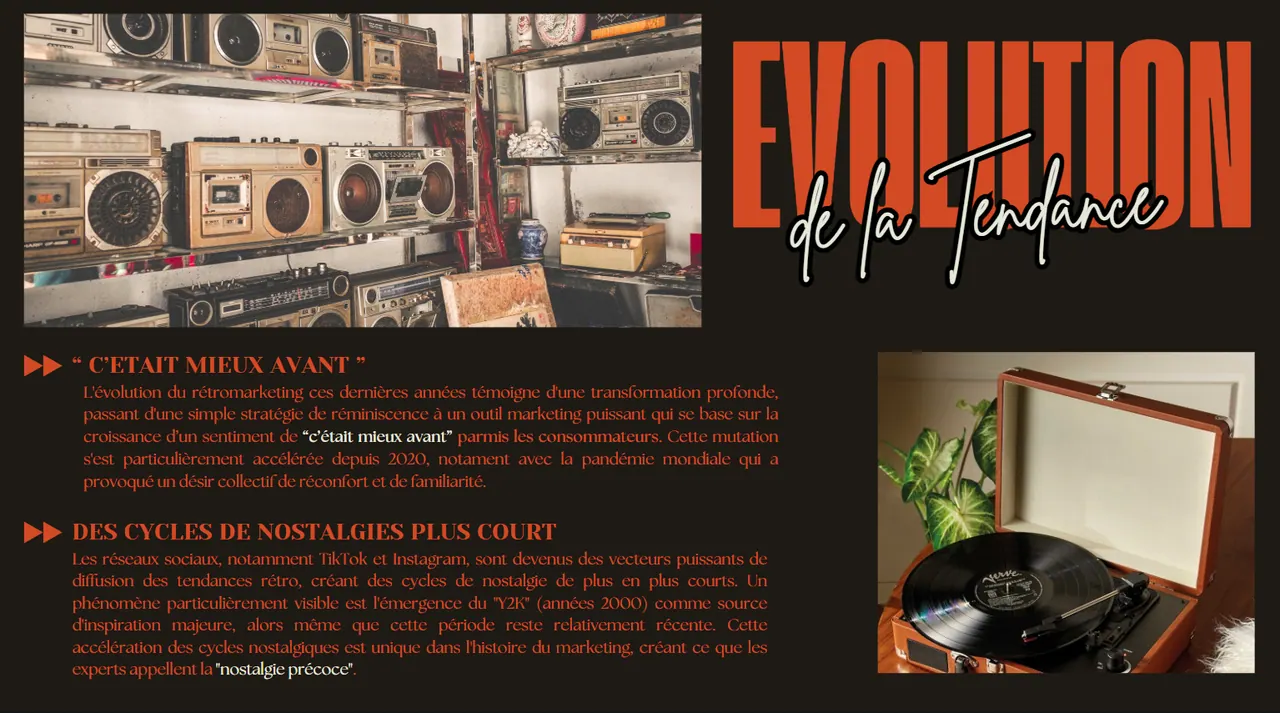 EVOLUTION
de la Tendance
“ C’ETAIT MIEUX AVANT ”
L'évolution du rétromarketing ces dernières années témoigne d'une transformation profonde,
passant d'une simple stratégie de réminiscence à un outil marketing puissant qui se base sur la
croissance d’un sentiment de “c’était mieux avant” parmis les consommateurs. Cette mutation
s'est particulièrement accélérée depuis 2020, notament avec la pandémie mondiale qui a
provoqué un désir collectif de réconfort et de familiarité.
DES CYCLES DE NOSTALGIES PLUS COURT
Les réseaux sociaux, notamment TikTok et Instagram, sont devenus des vecteurs puissants de
diffusion des tendances rétro, créant des cycles de nostalgie de plus en plus courts. Un
phénomène particulièrement visible est l'émergence du "Y2K" (années 2000) comme source
d'inspiration majeure, alors même que cette période reste relativement récente. Cette
accélération des cycles nostalgiques est unique dans l'histoire du marketing, créant ce que les
experts appellent la "nostalgie précoce".
verve